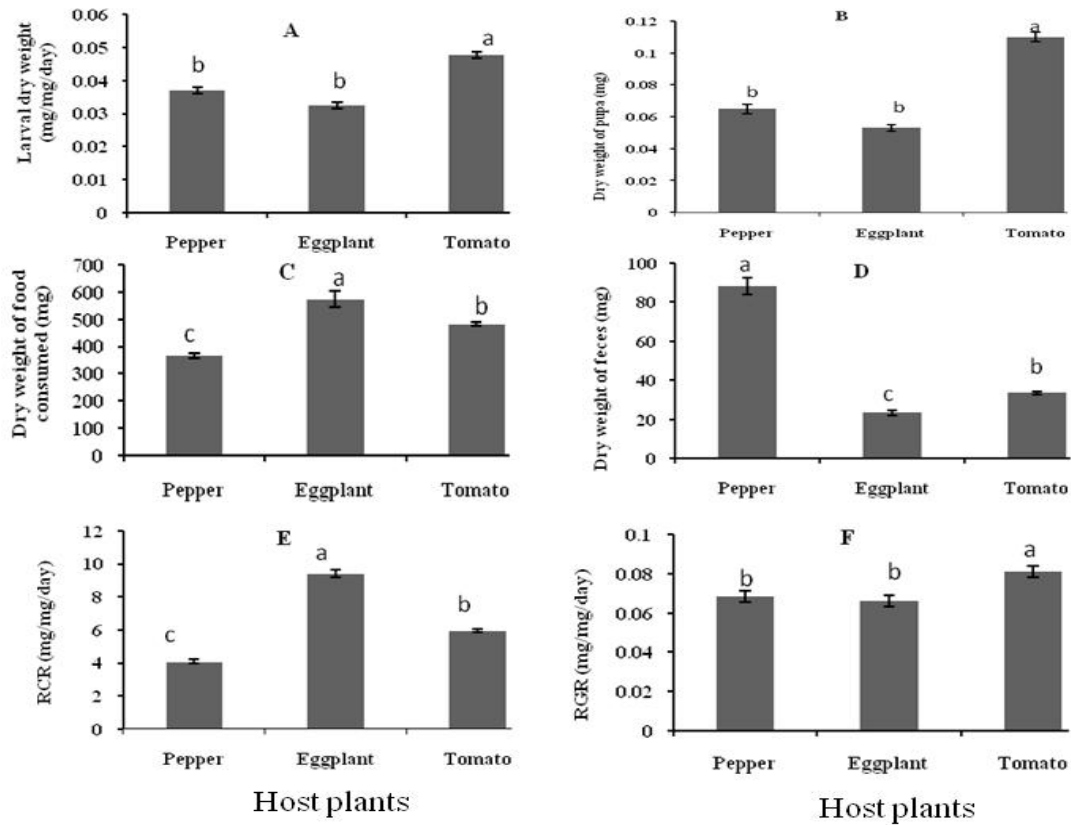 A
Larval dry weight
(mg/mg/day)
0.06
0.05
0.04
0.03
0.02
0.01
0
b
b
a
Pepper Eggplant Tomato
B
Dry weight of pupa (mg)
0.12
0.1
0.08
0.06
0.04
0.02
0
b
b
a
Pepper Eggplant Tomato
C
Dry weight of food
consumed (mg)
700
600
500
400
300
200
100
0
c
a
b
Pepper Eggplant Tomato
D
Dry weight of feces (mg)
100
80
60
40
20
0
a
c
b
Pepper Eggplant Tomato
E
RCR (mg/mg/day)
12
10
8
6
4
2
0
c
a
b
Pepper Eggplant Tomato
Host plants
F
RGR (mg/mg/day)
0.1
0.08
0.06
0.04
0.02
0
b
b
a
Pepper Eggplant Tomato
Host plants